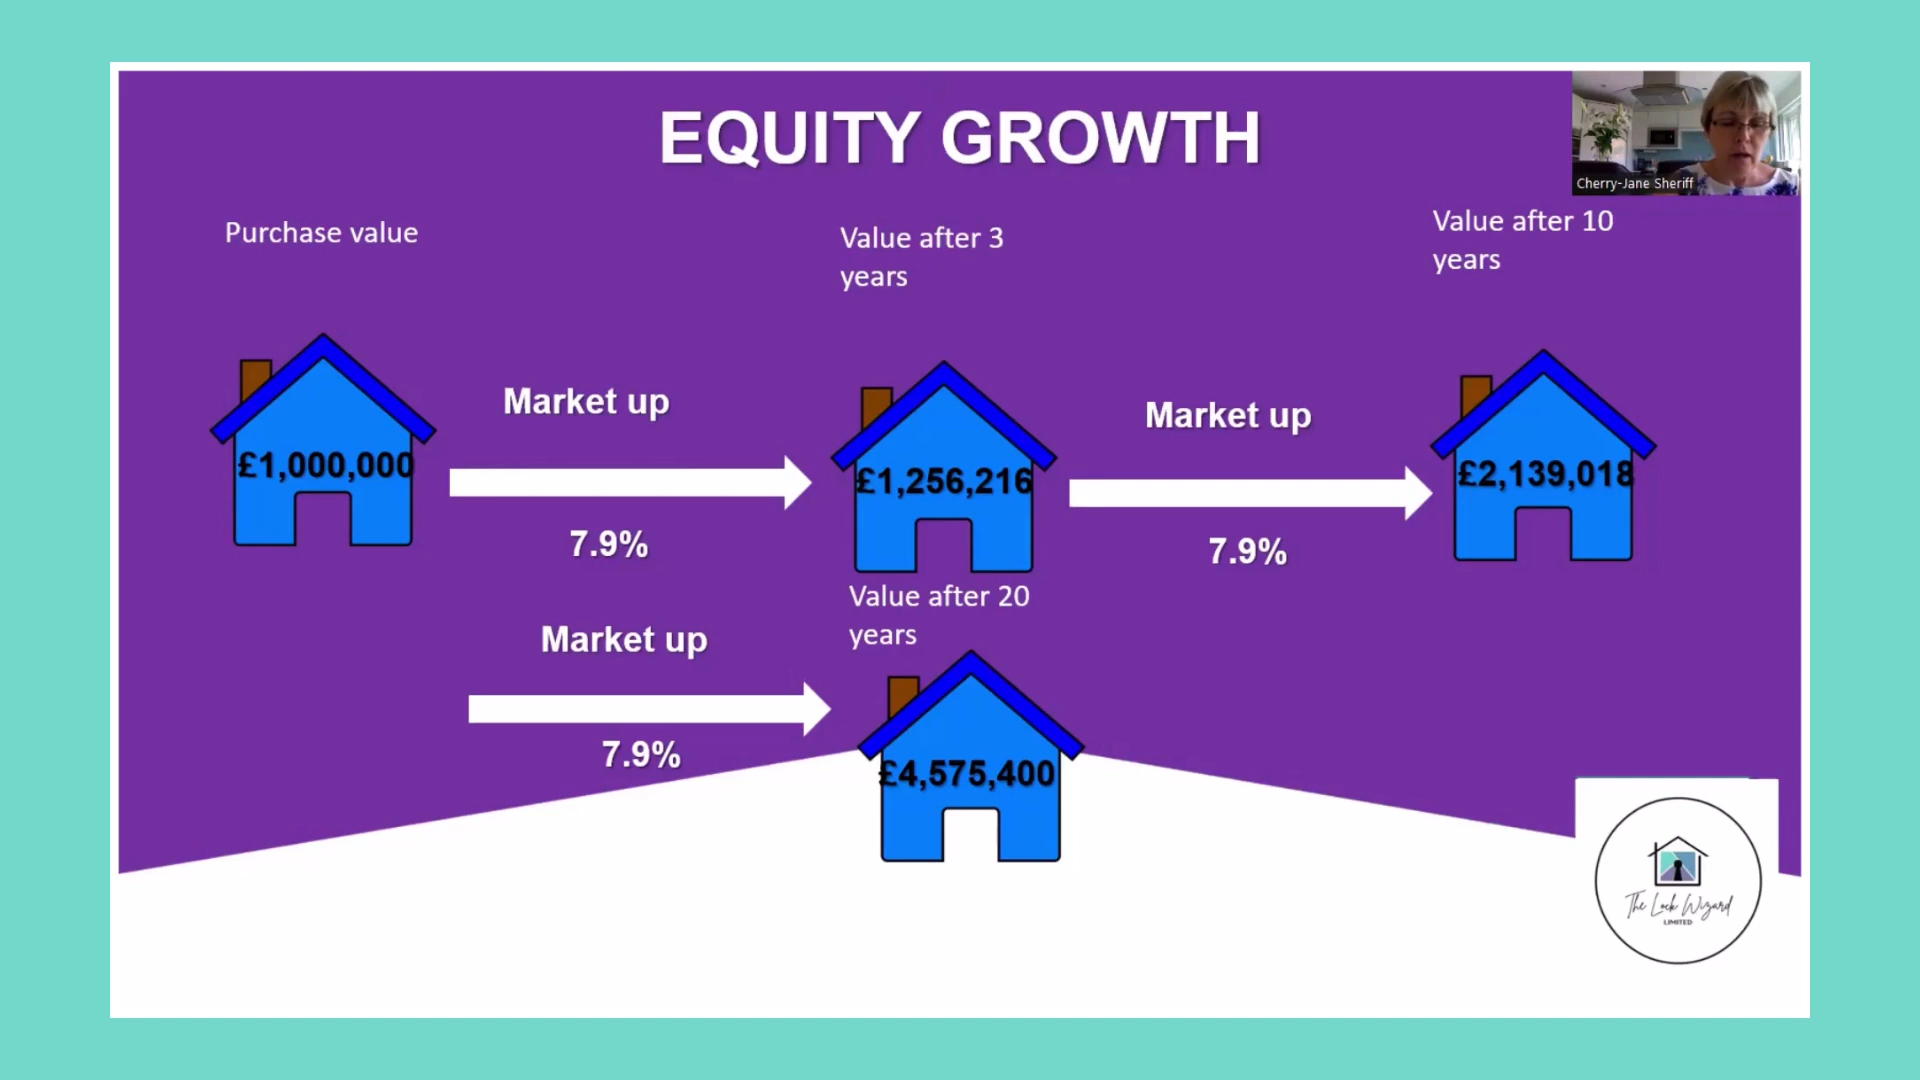 EQUITY GROWTH
Cherry-Jane Sheriff
Purchase value
Value after 3
years
Value after 10
years
£1,000,000
Market up
7.9%
£1,256,216
Market up
7.9%
£2,139,018
Market up
7.9%
Value after 20
years
£4,575,400
The Lock Wizard
LIMITED